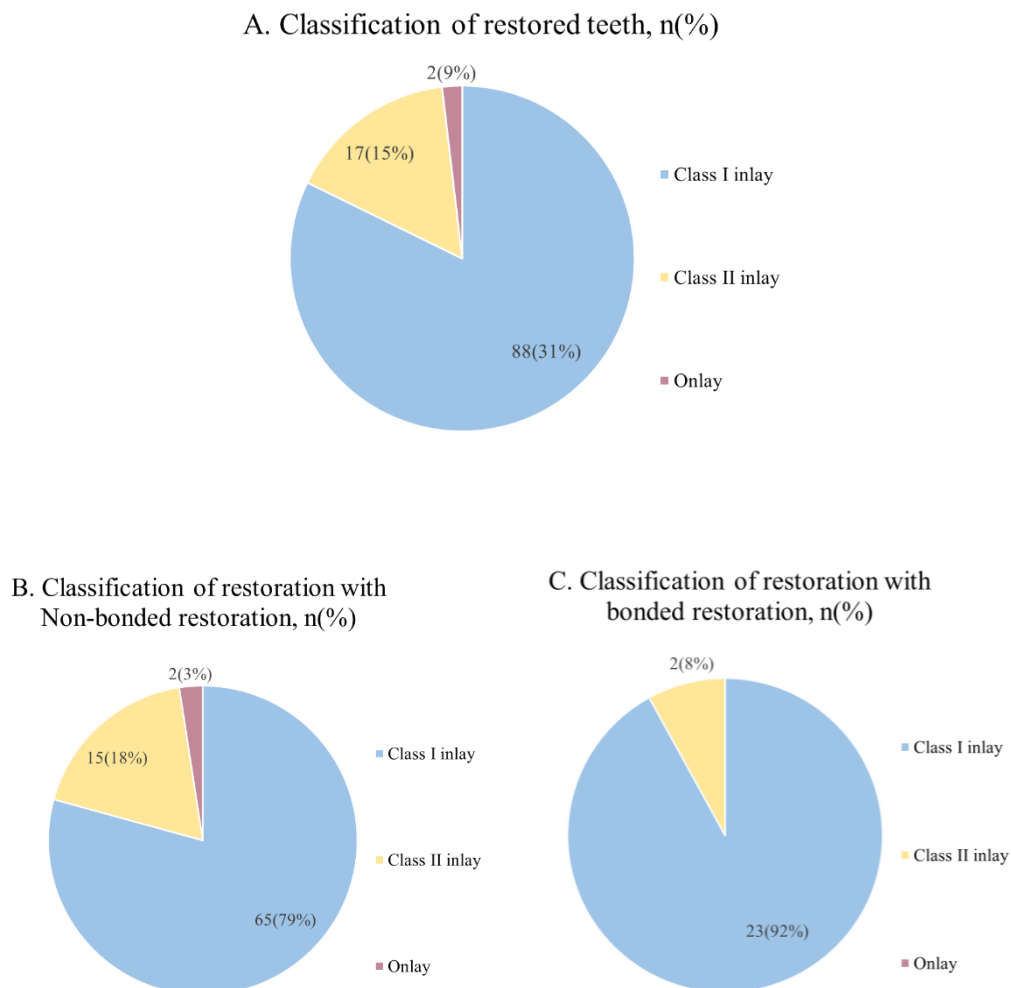 A. Classification of restored teeth, n(%)
2(9%)
17(15%)
Class I inlay
Class II inlay
88(31%)
Onlay
B. Classification of restoration with
Non-bonded restoration, n(%)
2(3%)
15(18%)
Class I inlay
Class II inlay
65(79%)
Onlay
C. Classification of restoration with
bonded restoration, n(%)
2(8%)
Class I inlay
Class II inlay
23(92%)
Onlay